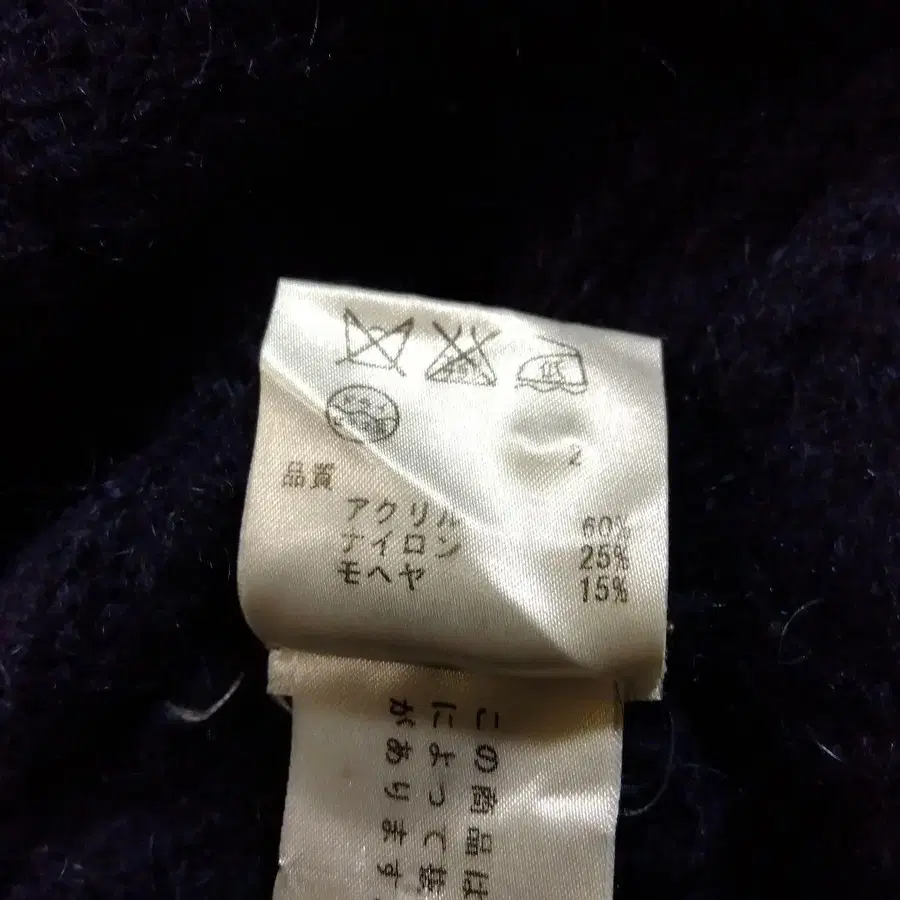 2
品質
アクリル 60%
ナイロン 25%
モヘヤ 15%
この商品は
によって
があります